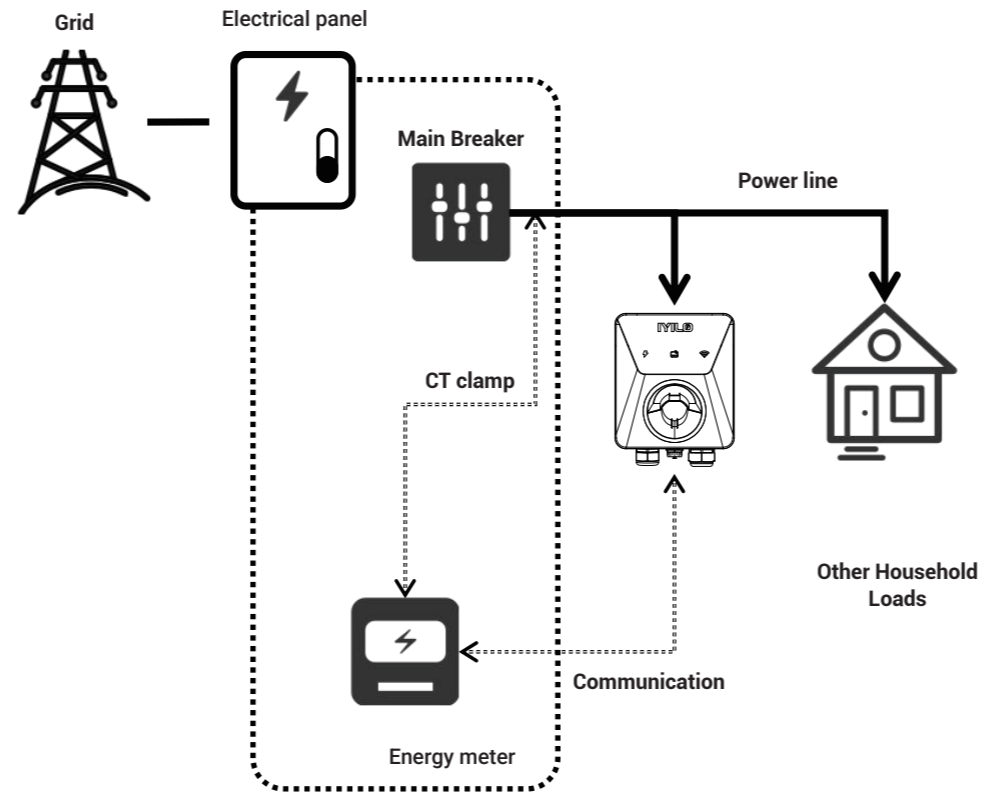 Grid
Electrical panel
Main Breaker
Power line
CT clamp
Other Household
Loads
Communication
Energy meter